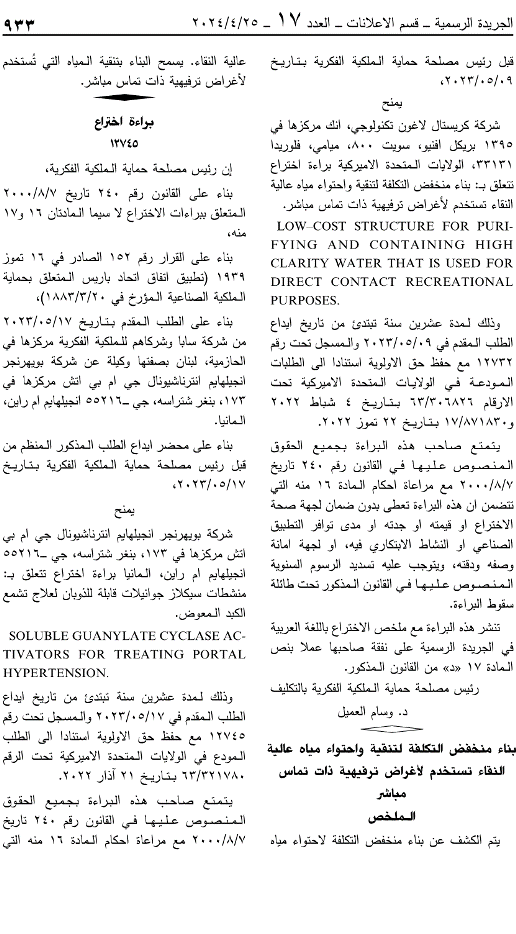 الجريدة الرسمية ـ قسم الاعلانات ـ العدد ١٧ ـ ٢٠٢٤/٤/٢٥
٩٣٣
قبل رئيس مصلحة حماية الملكية الفكرية بتاريخ
٢٠٢٣/٠٥/٠٩،
يمنح
شركة كريستال لاغون تكنولوجي، انك مركزها في
١٣٩٥ بريكل افنيو، سويت ٨٠٠، ميامي، فلوريدا
٣٣١٣١، الولايات المتحدة الاميركية براءة اختراع
تتعلق بـ: بناء منخفض التكلفة لتنقية واحتواء مياه عالية
النقاء تستخدم لأغراض ترفيهية ذات تماس مباشر.
LOW–COST STRUCTURE FOR PURI-
FYING AND CONTAINING HIGH
CLARITY WATER THAT IS USED FOR
DIRECT CONTACT RECREATIONAL
PURPOSES.
وذلك لمدة عشرين سنة تبتدئ من تاريخ ايداع
الطلب المقدم في ٢٠٢٣/٠٥/٠٩ والمسجل تحت رقم
١٢٧٣٢ مع حفظ حق الاولوية استنادا الى الطلبات
المودعة في الولايات المتحدة الاميركية تحت
الارقام ٦٣/٣٠٦٨٢٦ بتاريخ ٤ شباط ٢٠٢٢
و١٧/٨٧١٨٣٠ بتاريخ ٢٢ تموز ٢٠٢٢.
يتمتع صاحب هذه البراءة بجميع الحقوق
المنصوص عليها في القانون رقم ٢٤٠ تاريخ
٢٠٠٠/٨/٧ مع مراعاة احكام المادة ١٦ منه التي
تتضمن ان هذه البراءة تعطى بدون ضمان لجهة صحة
الاختراع او قيمته او جدته او مدى توافر التطبيق
الصناعي او النشاط الابتكاري فيه، او لجهة امانة
وصفه ودقته، ويتوجب عليه تسديد الرسوم السنوية
المنصوص عليها في القانون المذكور تحت طائلة
سقوط البراءة.
تنشر هذه البراءة مع ملخص الاختراع باللغة العربية
في الجريدة الرسمية على نفقة صاحبها عملا بنص
المادة ١٧ «د» من القانون المذكور.
رئيس مصلحة حماية الملكية الفكرية بالتكليف
د. وسام العميل
بناء منخفض التكلفة لتنقية واحتواء مياه عالية
النقاء تستخدم لأغراض ترفيهية ذات تماس
مباشر
الملخص
يتم الكشف عن بناء منخفض التكلفة لاحتواء مياه
عالية النقاء. يسمح البناء بتنقية المياه التي تُستخدم
لأغراض ترفيهية ذات تماس مباشر.
براءة اختراع
١٢٧٤٥
إن رئيس مصلحة حماية الملكية الفكرية،
بناء على القانون رقم ٢٤٠ تاريخ ٢٠٠٠/٨/٧
المتعلق ببراءات الاختراع لا سيما المادتان ١٦ و١٧
منه،
بناء على القرار رقم ١٥٢ الصادر في ١٦ تموز
١٩٣٩ (تطبيق اتفاق اتحاد باريس المتعلق بحماية
الملكية الصناعية المؤرخ في ١٨٨٣/٣/٢٠)،
بناء على الطلب المقدم بتاريخ ٢٠٢٣/٠٥/١٧
من شركة سابا وشركاهم للملكية الفكرية مركزها في
الحازمية، لبنان بصفتها وكيلة عن شركة بويهرنجر
انجيلهايم انترناشيونال جي ام بي اتش مركزها في
١٧٣، بنغر شتراسه، جي ـ٥٥٢١٦ انجيلهايم ام راين،
المانيا.
بناء على محضر ايداع الطلب المذكور المنظم من
قبل رئيس مصلحة حماية الملكية الفكرية بتاريخ
٢٠٢٣/٠٥/١٧،
يمنح
شركة بويهرنجر انجيلهايم انترناشيونال جي ام بي
اتش مركزها في ١٧٣، بنغر شتراسه، جي ـ٥٥٢١٦
انجيلهايم ام راين، المانيا براءة اختراع تتعلق بـ:
منشطات سيكلاز جوانيلات قابلة للذوبان لعلاج تشمع
الكبد المعوض.
SOLUBLE GUANYLATE CYCLASE AC-
TIVATORS FOR TREATING PORTAL
HYPERTENSION.
وذلك لمدة عشرين سنة تبتدئ من تاريخ ايداع
الطلب المقدم في ٢٠٢٣/٠٥/١٧ والمسجل تحت رقم
١٢٧٤٥ مع حفظ حق الاولوية استنادا الى الطلب
المودع في الولايات المتحدة الاميركية تحت الرقم
٦٣/٣٢١٧٨٠ بتاريخ ٢١ آذار ٢٠٢٢.
يتمتع صاحب هذه البراءة بجميع الحقوق
المنصوص عليها في القانون رقم ٢٤٠ تاريخ
٢٠٠٠/٨/٧ مع مراعاة احكام المادة ١٦ منه التي